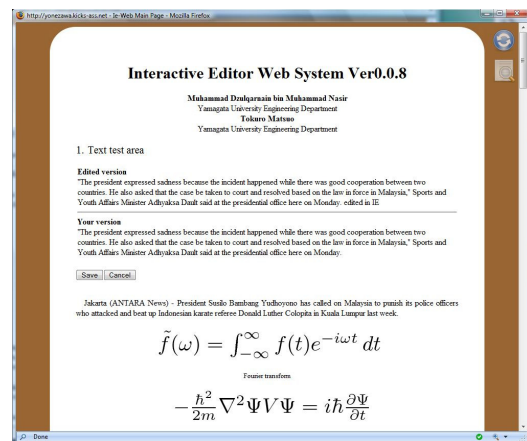 http://yonezawa.kicks-ass.net - Ie-Web Main Page - Mozilla Firefox
Interactive Editor Web System Ver0.0.8
Muhammad Dzulqarnain bin Muhammad Nasir
Yamagata University Engineering Department
Tokuro Matsuo
Yamagata University Engineering Department
1. Text test area
Edited version
"The president expressed sadness because the incident happened while there was good cooperation between two
countries. He also asked that the case be taken to court and resolved based on the law in force in Malaysia," Sports and
Youth Affairs Minister Adhyaksa Dault said at the presidential office here on Monday. edited in IE
Your version
"The president expressed sadness because the incident happened while there was good cooperation between two
countries. He also asked that the case be taken to court and resolved based on the law in force in Malaysia," Sports and
Youth Affairs Minister Adhyaksa Dault said at the presidential office here on Monday.
Save Cancel
Jakarta (ANTARA News) - President Susilo Bambang Yudhoyono has called on Malaysia to punish its police officers
who attacked and beat up Indonesian karate referee Donald Luther Colopita in Kuala Lumpur last week.
f̃(ω) = ∫_{-∞}^{∞} f(t)e^{-iωt} dt
Fourier transform
-ℏ²/2m ∇²ΨVΨ = iℏ ∂Ψ/∂t
Done